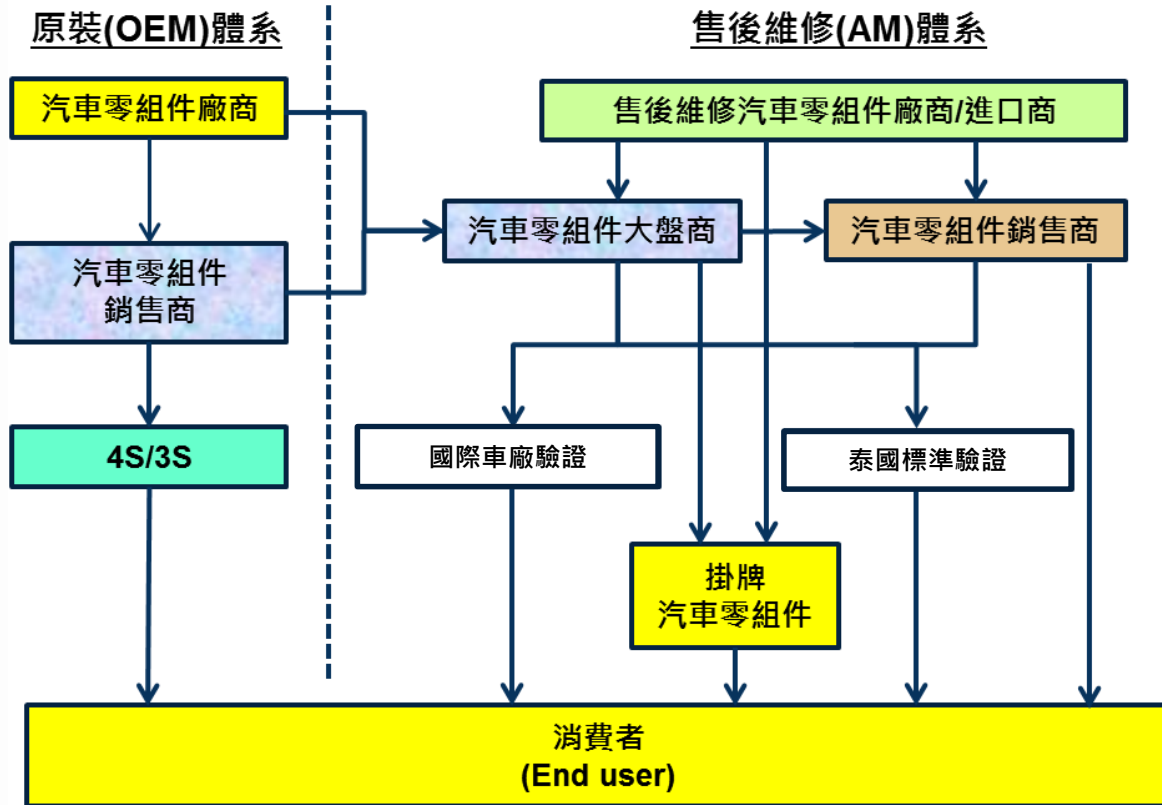 原裝(OEM)體系
售後維修(AM)體系
汽車零組件廠商
售後維修汽車零組件廠商/進口商
汽車零組件大盤商
汽車零組件銷售商
汽車零組件
銷售商
4S/3S
國際車廠驗證
泰國標準驗證
掛牌
汽車零組件
消費者
(End user)